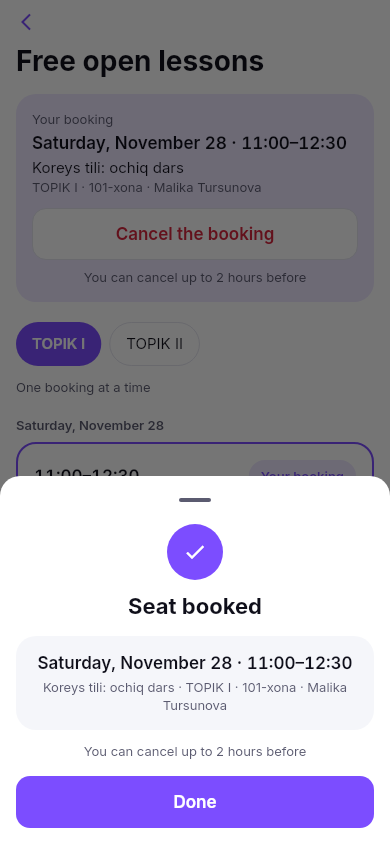 Free open lessons
Your booking
Saturday, November 28 · 11:00–12:30
Koreys tili: ochiq dars
TOPIK I · 101-xona · Malika Tursunova
Cancel the booking
You can cancel up to 2 hours before
TOPIK I
TOPIK II
One booking at a time
Saturday, November 28
11:00–12:30
Your booking
Seat booked
Saturday, November 28 · 11:00–12:30
Koreys tili: ochiq dars · TOPIK I · 101-xona · Malika
Tursunova
You can cancel up to 2 hours before
Done